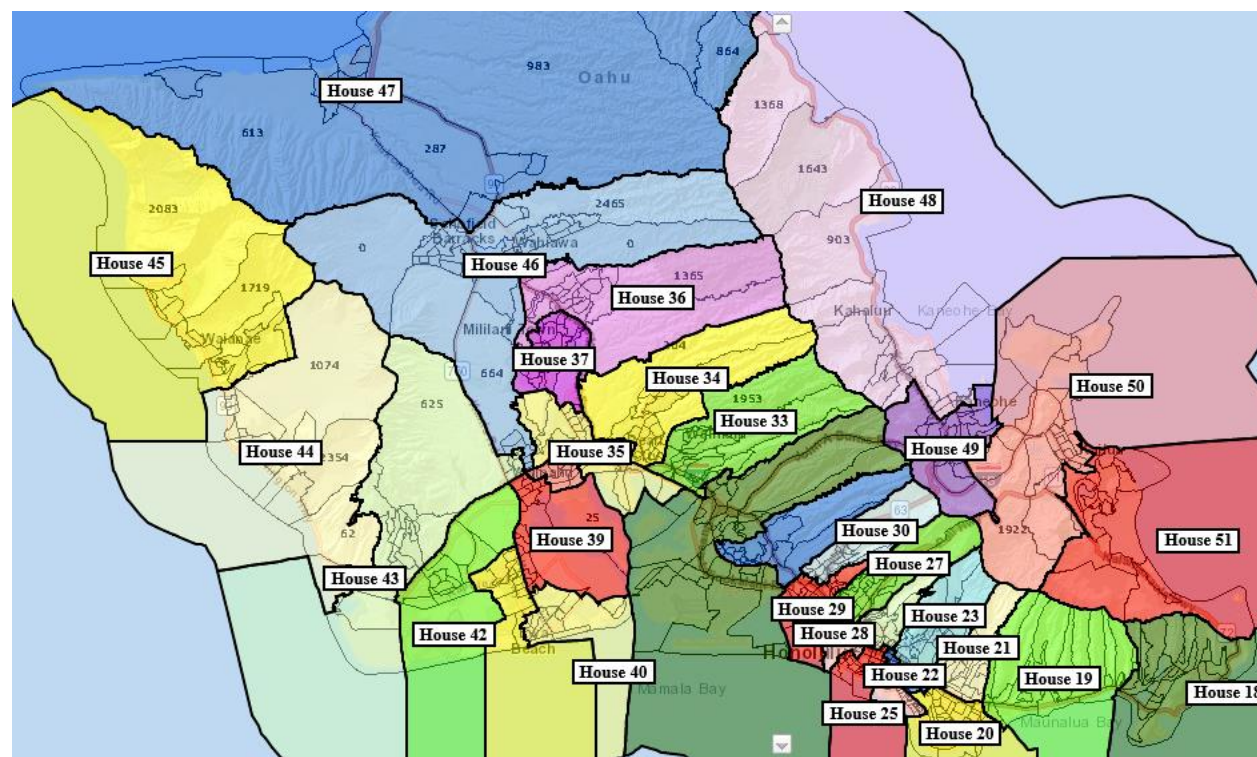 864
983
Oahu
House 47
1368
613
287
1643
House 48
2465
2083
903
0
Wahiawa
0
Barracks
House 45
House 46
1365
House 36
1719
Kahaluu
Kaneohe Bay
Mililani Town
Waianae
House 37
1074
664
House 34
House 50
625
1953
House 33
House 49
House 44
2354
House 35
63
House 30
25
House 39
1922
House 51
62
House 27
House 43
House 29
House 23
House 28
House 42
House 21
Honolulu
Beach
House 40
House 22
House 19
Mamala Bay
House 18
House 25
Maunalua Bay
House 20